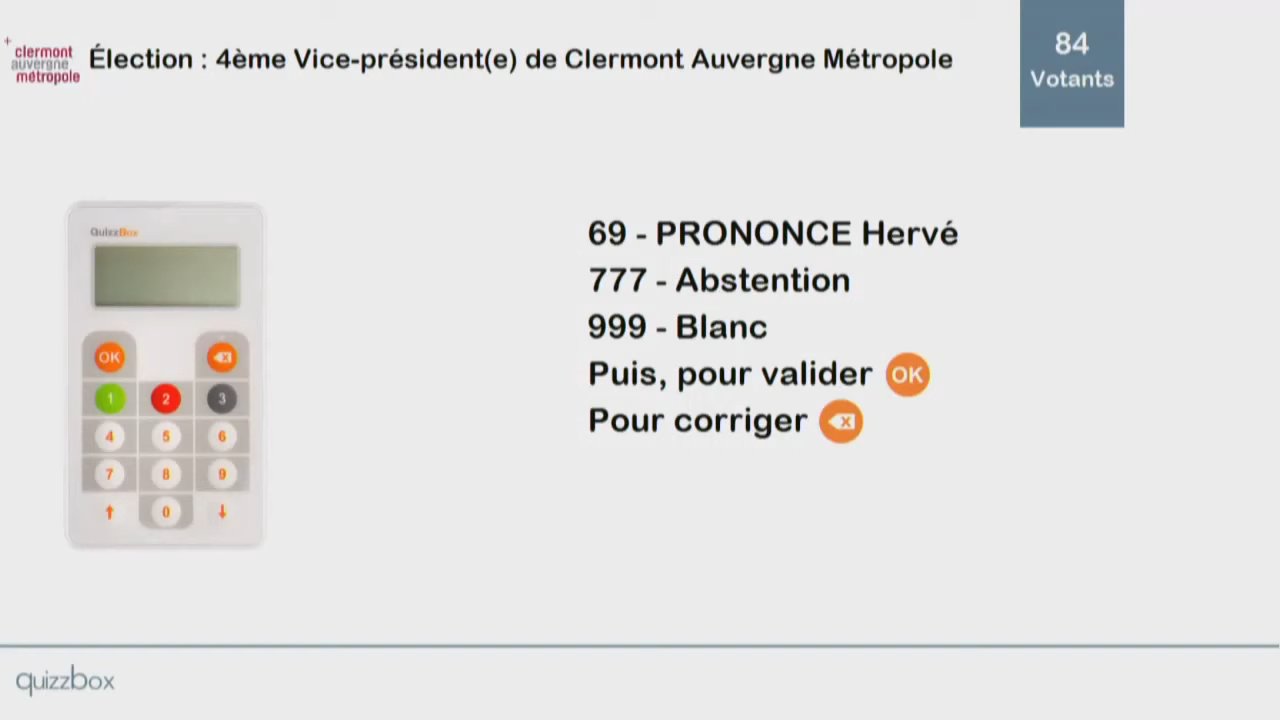 clermont
auvergne
métropole
Élection : 4ème Vice-président(e) de Clermont Auvergne Métropole
84
Votants
QuizzBox
OK
1 2 3
4 5 6
7 8 9
0
69 - PRONONCE Hervé
777 - Abstention
999 - Blanc
Puis, pour valider OK
Pour corriger
quizzbox